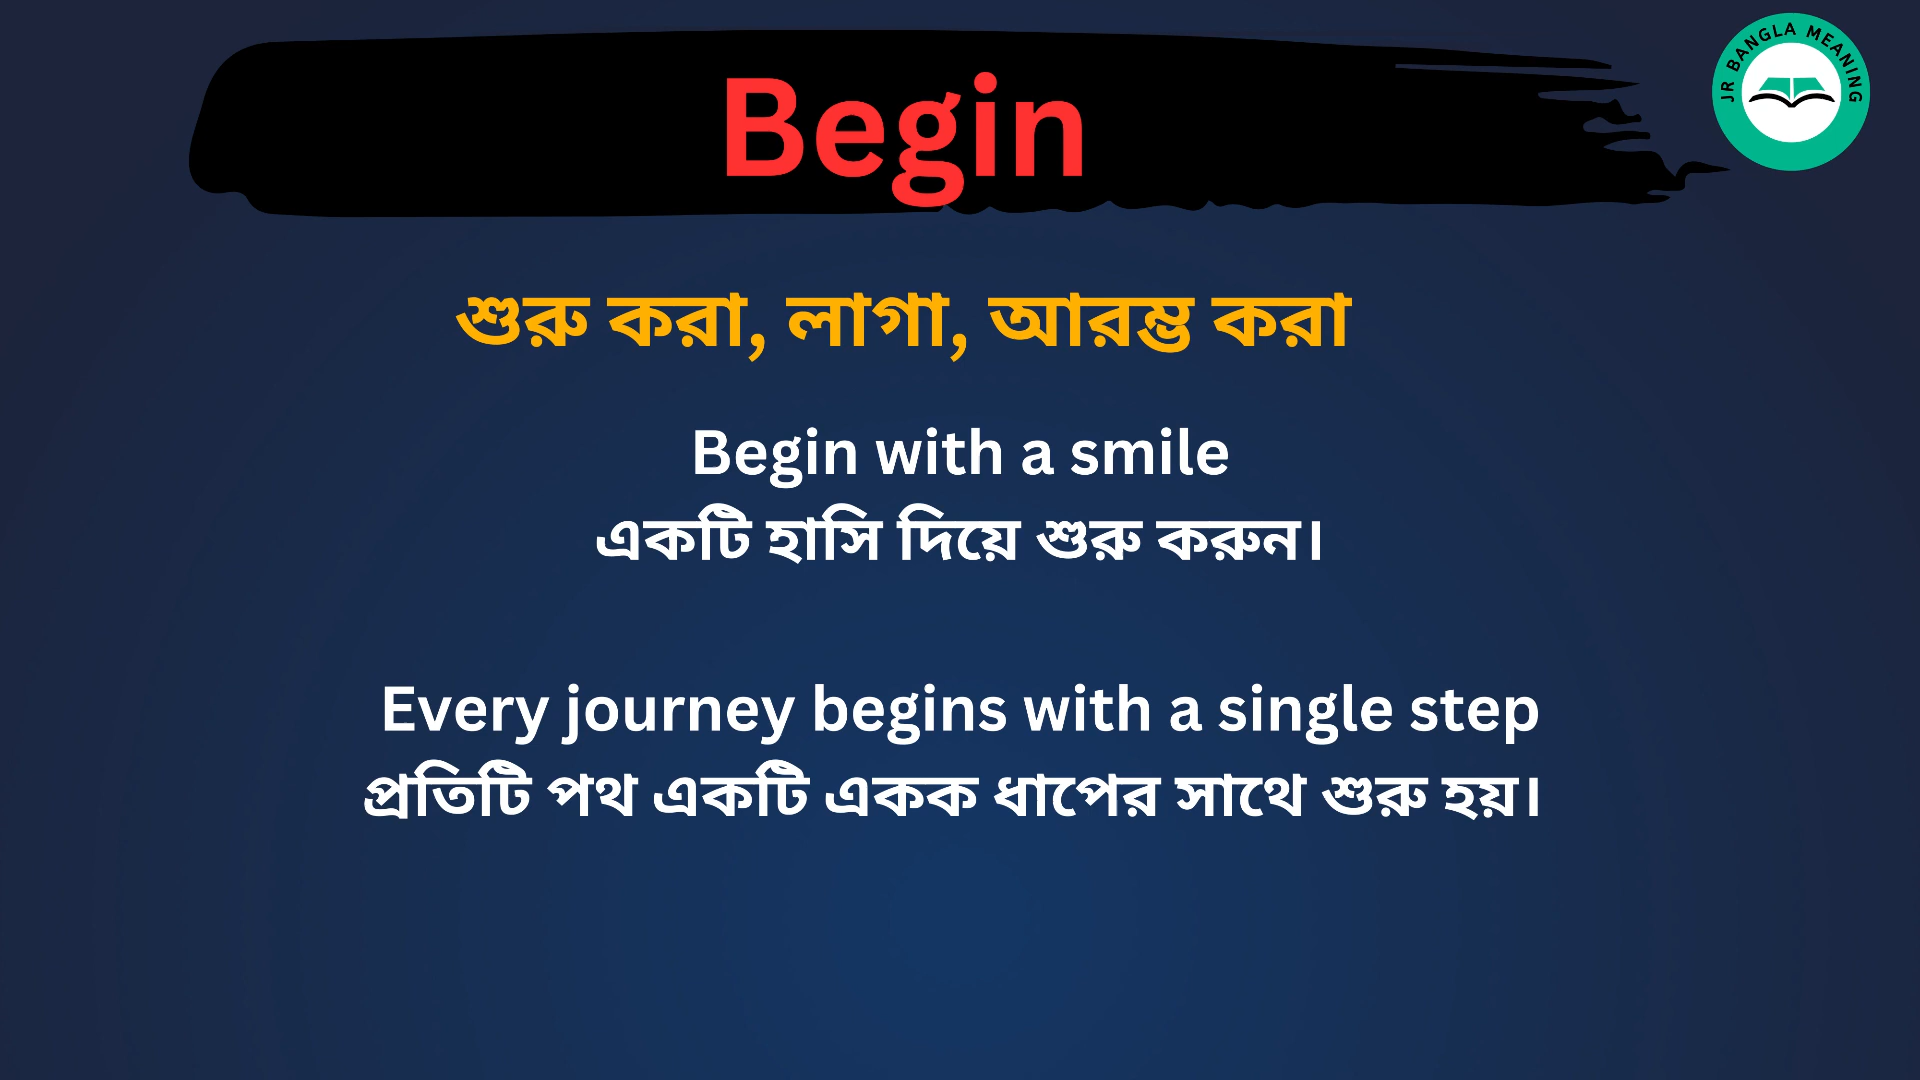 Begin
JR BANGLA MEANING
শুরু করা, লাগা, আরম্ভ করা
Begin with a smile
একটি হাসি দিয়ে শুরু করুন।
Every journey begins with a single step
প্রতিটি পথ একটি একক ধাপের সাথে শুরু হয়।